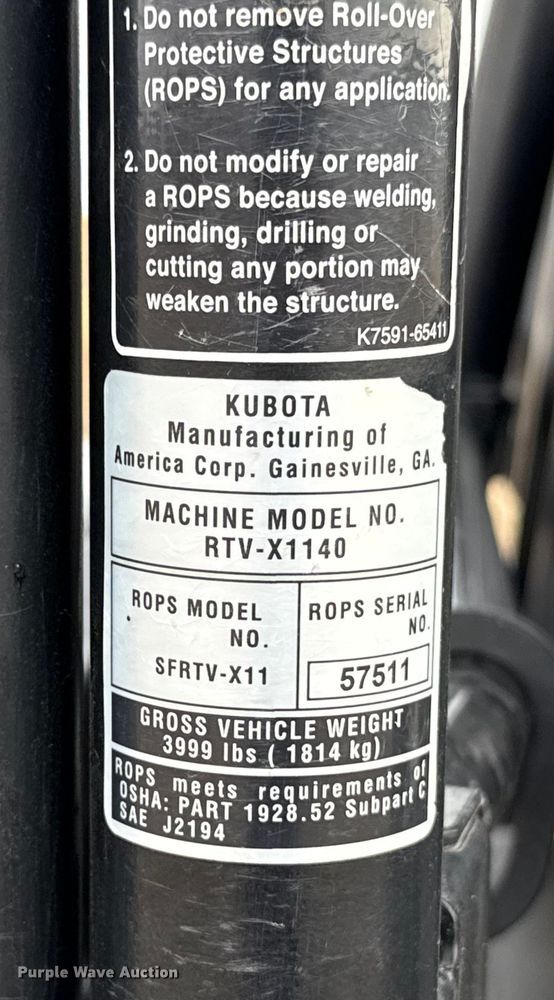 1. Do not remove Roll-Over
Protective Structures
(ROPS) for any application.
2. Do not modify or repair
a ROPS because welding,
grinding, drilling or
cutting any portion may
weaken the structure.
K7591-65411
KUBOTA
Manufacturing of
America Corp. Gainesville, GA.
MACHINE MODEL NO.
RTV-X1140
ROPS MODEL
NO.
SFRTV-X11
ROPS SERIAL
NO.
57511
GROSS VEHICLE WEIGHT
3999 lbs ( 1814 kg)
ROPS meets requirements of
OSHA: PART 1928.52 Subpart C
SAE J2194
Purple Wave Auction